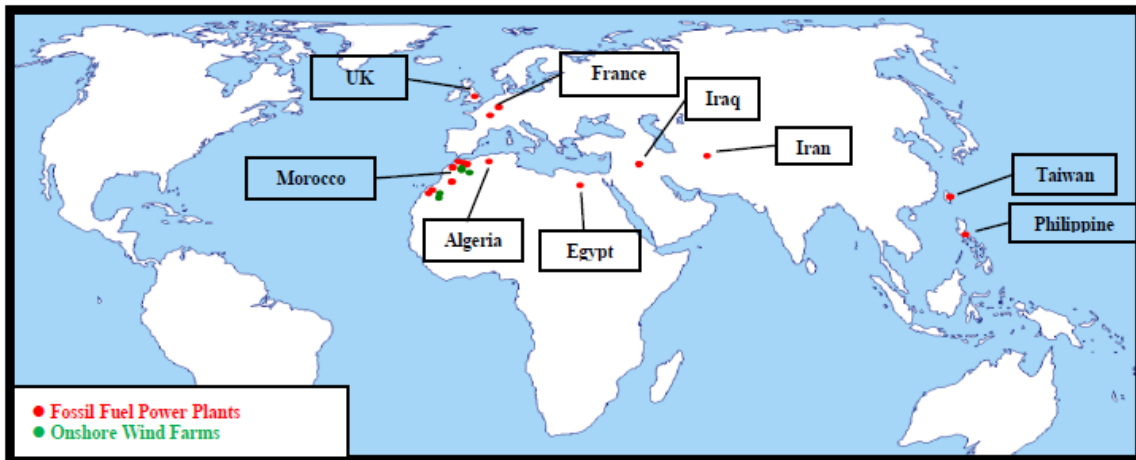 UK
France
Iraq
Iran
Morocco
Taiwan
Algeria
Egypt
Philippine
Fossil Fuel Power Plants
Onshore Wind Farms